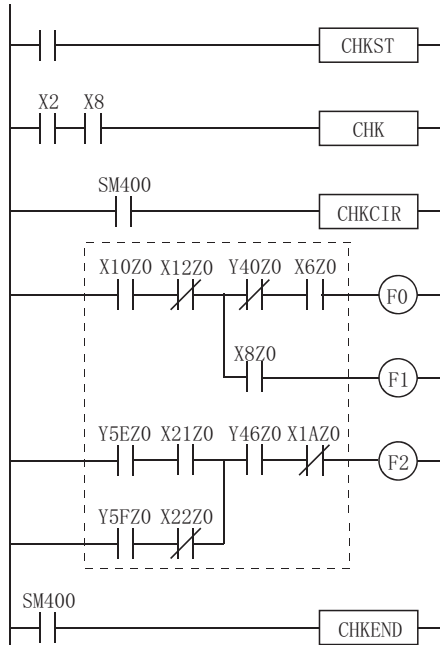 CHKST
X2 X8
CHK
SM400
CHKCIR
X10Z0 X12Z0 Y40Z0 X6Z0
F0
X8Z0
F1
Y5EZ0 X21Z0 Y46Z0 X1AZ0
F2
Y5FZ0 X22Z0
SM400
CHKEND